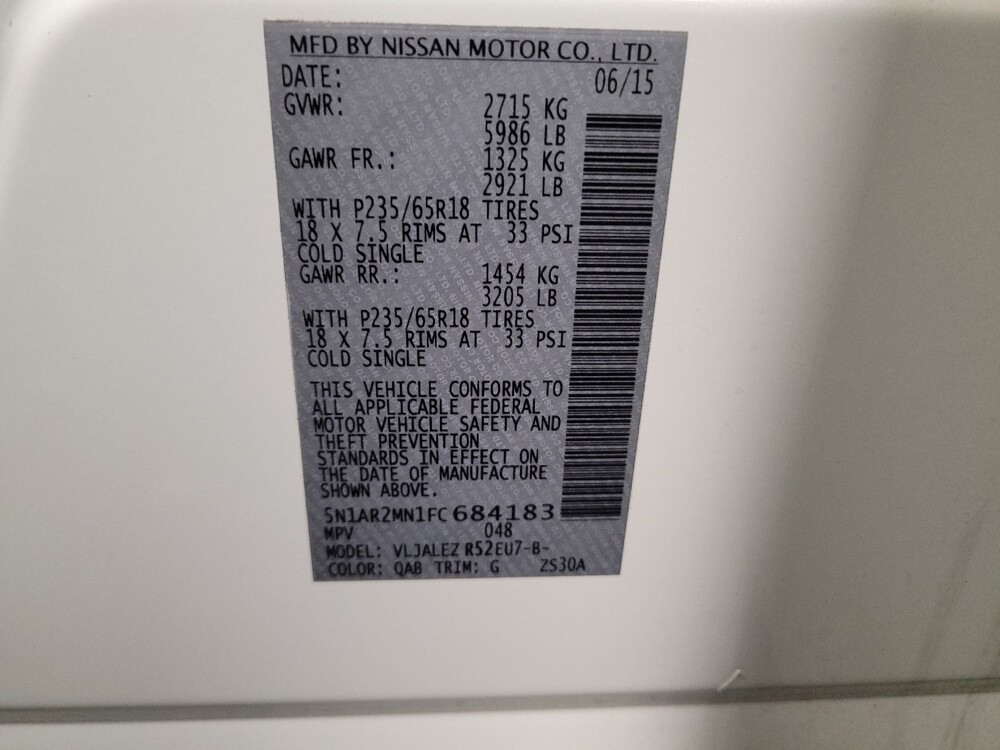 MFD BY NISSAN MOTOR CO., LTD.
DATE: 06/15
GVWR: 2715 KG
5986 LB
GAWR FR.: 1325 KG
2921 LB
WITH P235/65R18 TIRES
18 X 7.5 RIMS AT 33 PSI
COLD SINGLE
GAWR RR.: 1454 KG
3205 LB
WITH P235/65R18 TIRES
18 X 7.5 RIMS AT 33 PSI
COLD SINGLE
THIS VEHICLE CONFORMS TO
ALL APPLICABLE FEDERAL
MOTOR VEHICLE SAFETY AND
THEFT PREVENTION
STANDARDS IN EFFECT ON
THE DATE OF MANUFACTURE
SHOWN ABOVE.
5N1AR2MN1FC684183
MPV 048
MODEL: VLJALEZ R52EU7-B-
COLOR: QAB TRIM: G ZS30A